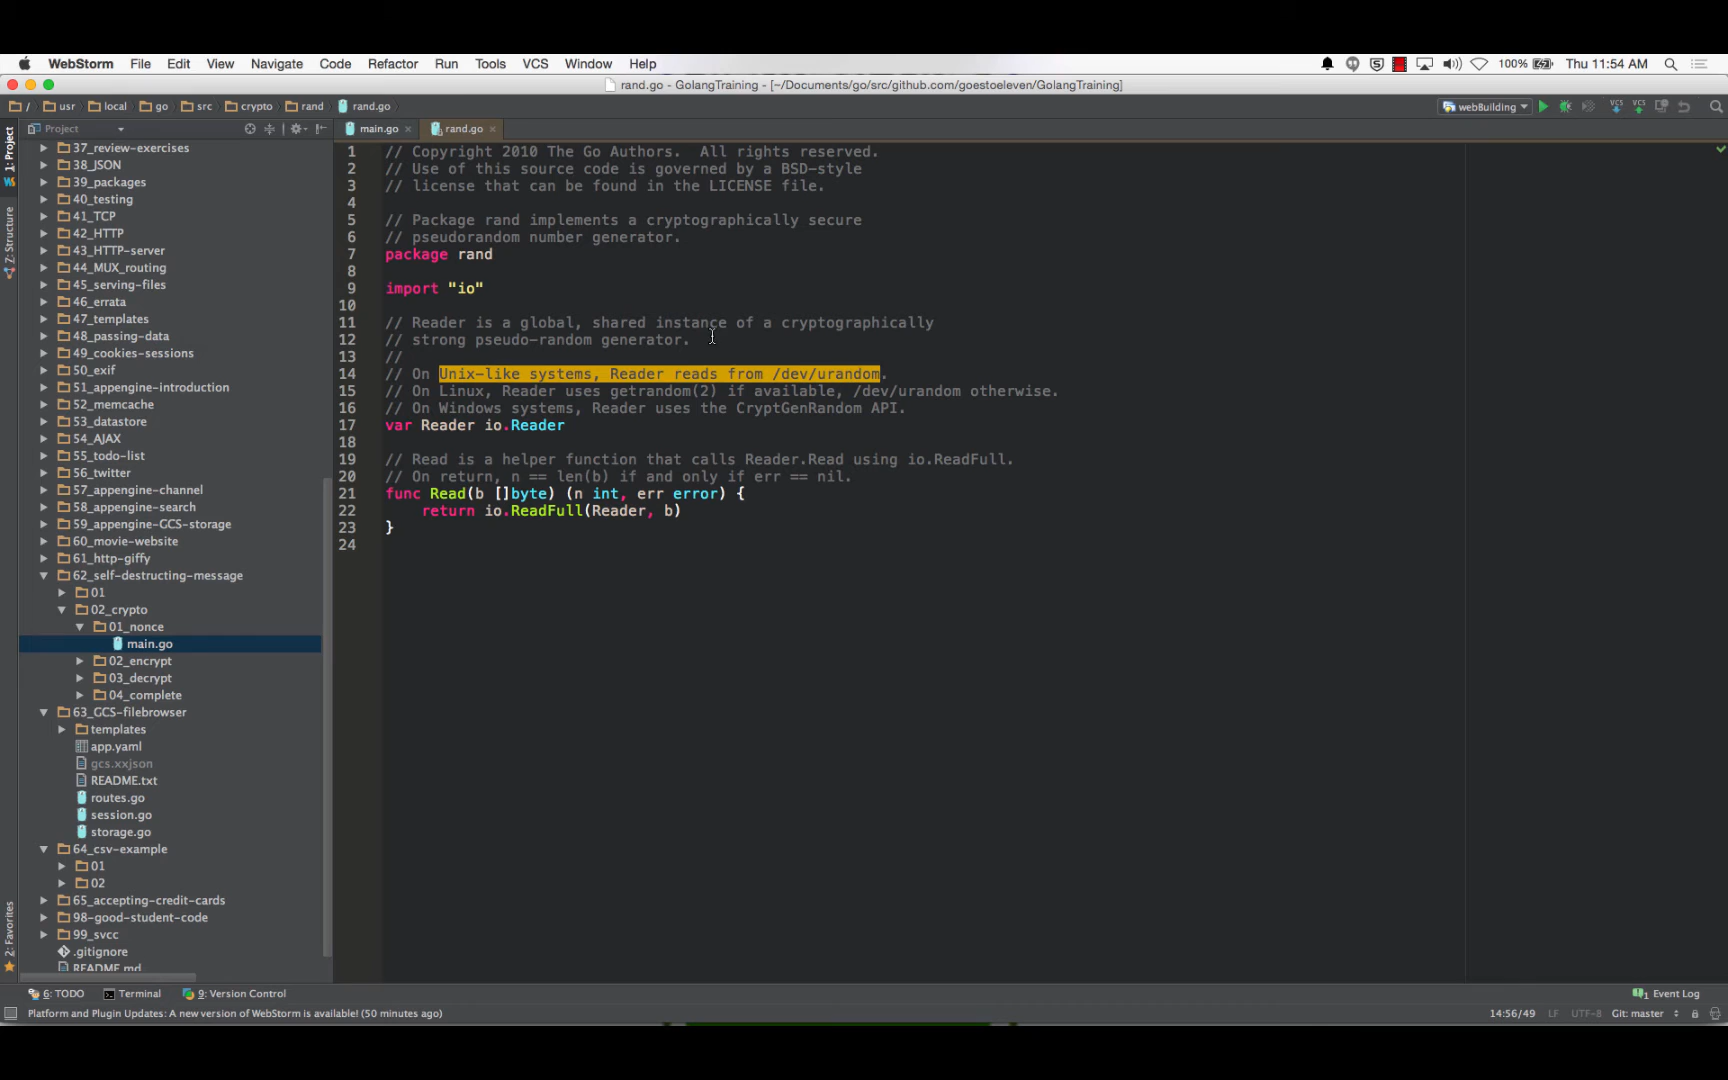 WebStorm File Edit View Navigate Code Refactor Run Tools VCS Window Help 100% Thu 11:54 AM
rand.go - GolangTraining - [~/Documents/go/src/github.com/goestoeleven/GolangTraining]
/ usr local go src crypto rand rand.go webBuilding
Project main.go rand.go
1: Project
7: Structure
2: Favorites
37_review-exercises
38_JSON
39_packages
40_testing
41_TCP
42_HTTP
43_HTTP-server
44_MUX_routing
45_serving-files
46_errata
47_templates
48_passing-data
49_cookies-sessions
50_exif
51_appengine-introduction
52_memcache
53_datastore
54_AJAX
55_todo-list
56_twitter
57_appengine-channel
58_appengine-search
59_appengine-GCS-storage
60_movie-website
61_http-giffy
62_self-destructing-message
01
02_crypto
01_nonce
main.go
02_encrypt
03_decrypt
04_complete
63_GCS-filebrowser
templates
app.yaml
gcs.xxjson
README.txt
routes.go
session.go
storage.go
64_csv-example
01
02
65_accepting-credit-cards
98-good-student-code
99_svcc
.gitignore
README.md
1 // Copyright 2010 The Go Authors.  All rights reserved.
2 // Use of this source code is governed by a BSD-style
3 // license that can be found in the LICENSE file.
4
5 // Package rand implements a cryptographically secure
6 // pseudorandom number generator.
7 package rand
8
9 import "io"
10
11 // Reader is a global, shared instance of a cryptographically
12 // strong pseudo-random generator.
13 //
14 // On Unix-like systems, Reader reads from /dev/urandom.
15 // On Linux, Reader uses getrandom(2) if available, /dev/urandom otherwise.
16 // On Windows systems, Reader uses the CryptGenRandom API.
17 var Reader io.Reader
18
19 // Read is a helper function that calls Reader.Read using io.ReadFull.
20 // On return, n == len(b) if and only if err == nil.
21 func Read(b []byte) (n int, err error) {
22     return io.ReadFull(Reader, b)
23 }
24
6: TODO Terminal 9: Version Control 1 Event Log
Platform and Plugin Updates: A new version of WebStorm is available! (50 minutes ago) 14:56/49 LF UTF-8 Git: master